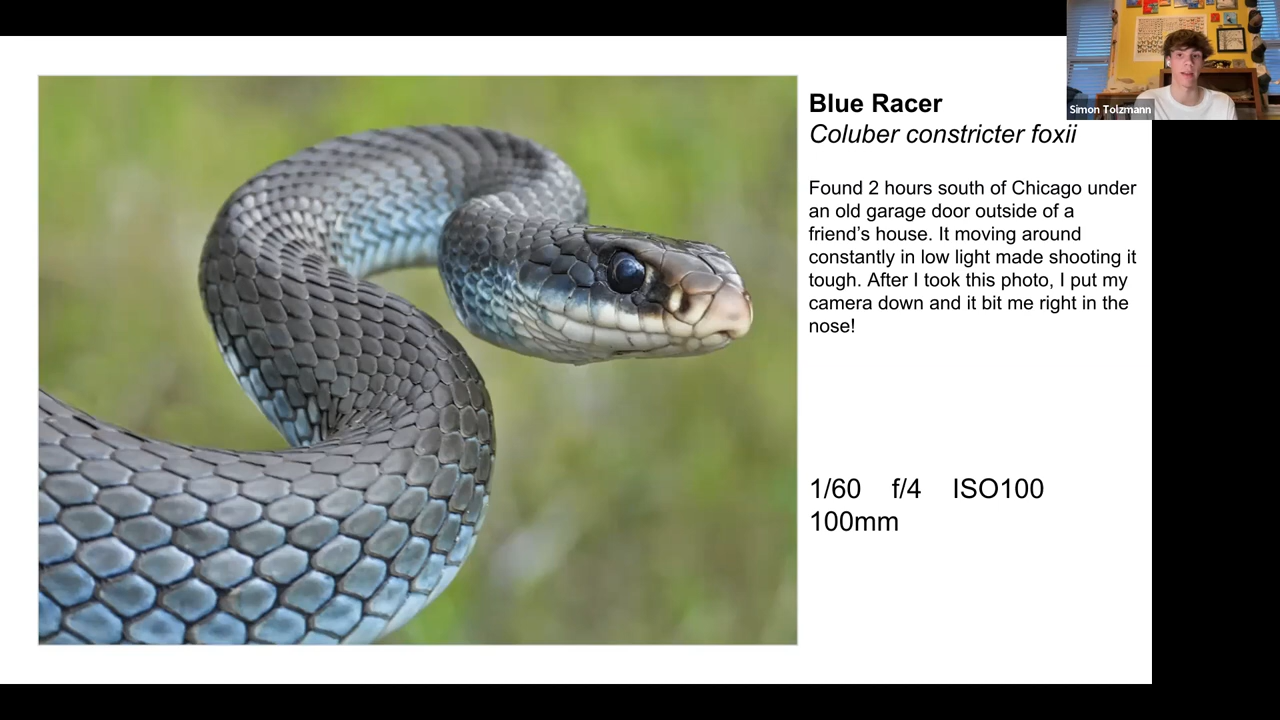 Simon Tolzmann
Blue Racer
Coluber constricter foxii
Found 2 hours south of Chicago under
an old garage door outside of a
friend’s house. It moving around
constantly in low light made shooting it
tough. After I took this photo, I put my
camera down and it bit me right in the
nose!
1/60 f/4 ISO100
100mm